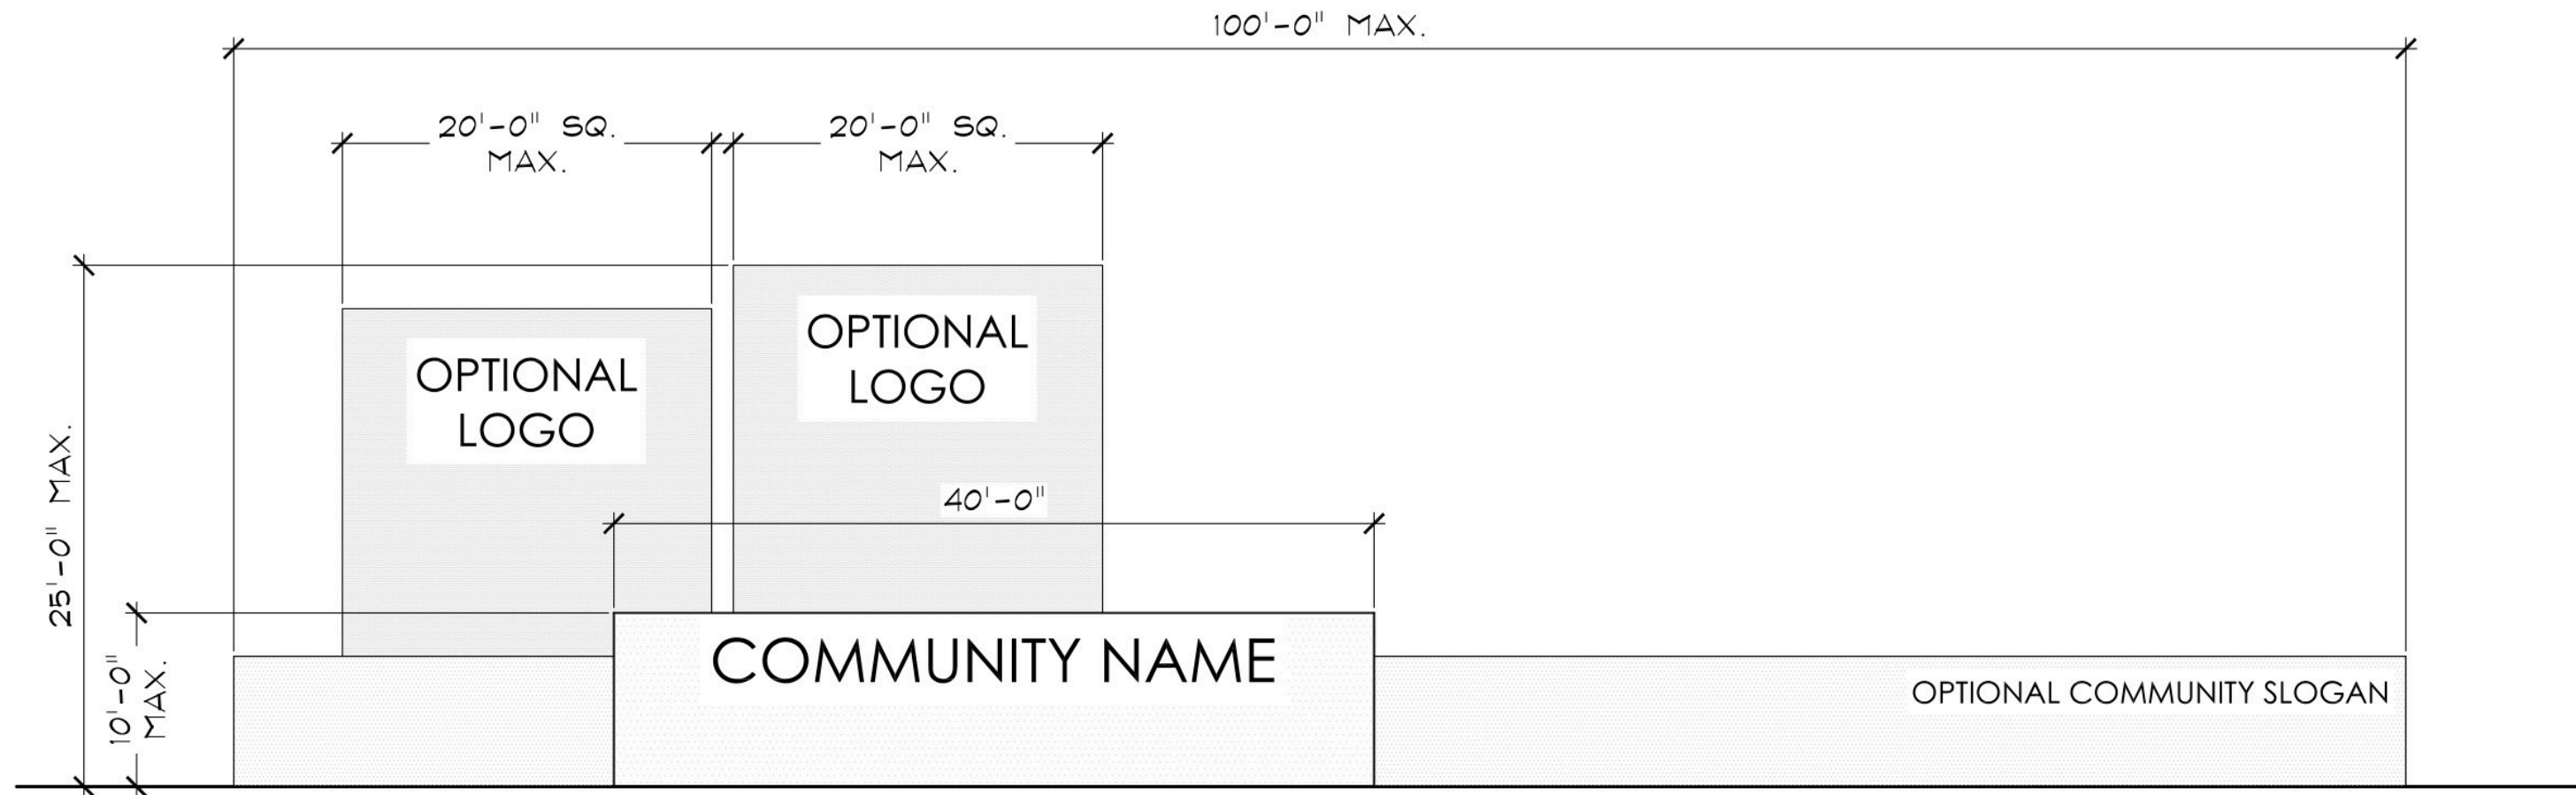 100'-0" MAX.
20'-0" SQ.
MAX.
20'-0" SQ.
MAX.
OPTIONAL
LOGO
OPTIONAL
LOGO
25'-0" MAX.
40'-0"
10'-0"
MAX.
COMMUNITY NAME
OPTIONAL COMMUNITY SLOGAN